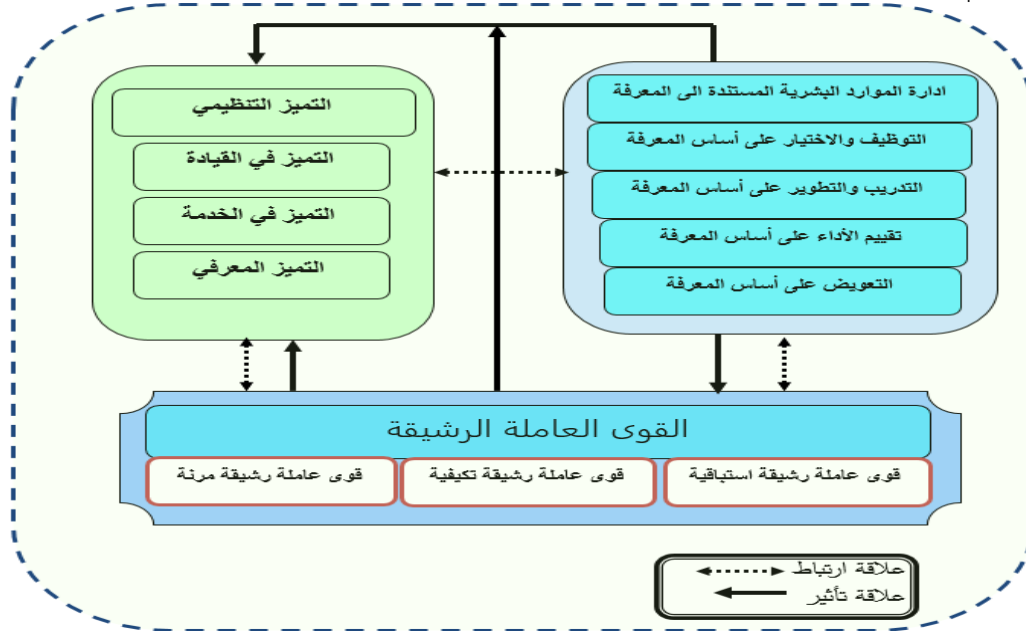 ادارة الموارد البشرية المستندة الى المعرفة
التوظيف والاختيار على أساس المعرفة
التدريب والتطوير على أساس المعرفة
تقييم الأداء على أساس المعرفة
التعويض على أساس المعرفة
التميز التنظيمي
التميز في القيادة
التميز في الخدمة
التميز المعرفي
القوى العاملة الرشيقة
قوى عاملة رشيقة استباقية
قوى عاملة رشيقة تكيفية
قوى عاملة رشيقة مرنة
علاقة ارتباط
علاقة تأثير